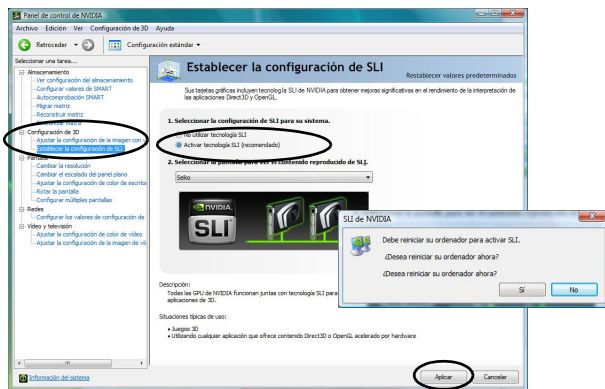 Panel de control de NVIDIA
Archivo Edición Ver Configuración de 3D Ayuda
Retroceder
Configuración estándar
Seleccionar una tarea...
Almacenamiento
Ver configuración del almacenamiento
Configurar valores de SMART
Autocomprobación SMART
Migrar matriz
Reconstruir matriz
matriz
Configuración de 3D
Ajustar la configuración de la imagen con v
Establecer la configuración de SLI
Pantalla
Cambiar la resolución
Cambiar el escalado del panel plano
Ajustar la configuración de color de escritor
Rotar la pantalla
Configurar múltiples pantallas
Redes
Configurar los valores de configuración de
Vídeo y televisión
Ajustar la configuración de color de vídeo
Ajustar la configuración de la imagen de víc
Información del sistema
Establecer la configuración de SLI
Restablecer valores predeterminados
Sus tarjetas gráficas incluyen tecnología SLI de NVIDIA para obtener mejoras significativas en el rendimiento de la interpretación de
las aplicaciones Direct3D y OpenGL.
1. Seleccionar la configuración de SLI para su sistema.
No utilizar tecnología SLI
Activar tecnología SLI (recomendado)
2. Seleccionar la pantalla para ver el contenido reproducido de SLI.
Seiko
NVIDIA
SLI
Descripción:
Todas las GPU de NVIDIA funcionan juntas con tecnología SLI para
aplicaciones de 3D.
Situaciones típicas de uso:
• Juegos 3D
• Utilizando cualquier aplicación que ofrece contenido Direct3D o OpenGL acelerado por hardware
Aplicar
Cancelar
SLI de NVIDIA
Debe reiniciar su ordenador para activar SLI.
¿Desea reiniciar su ordenador ahora?
¿Desea reiniciar su ordenador ahora?
Sí
No